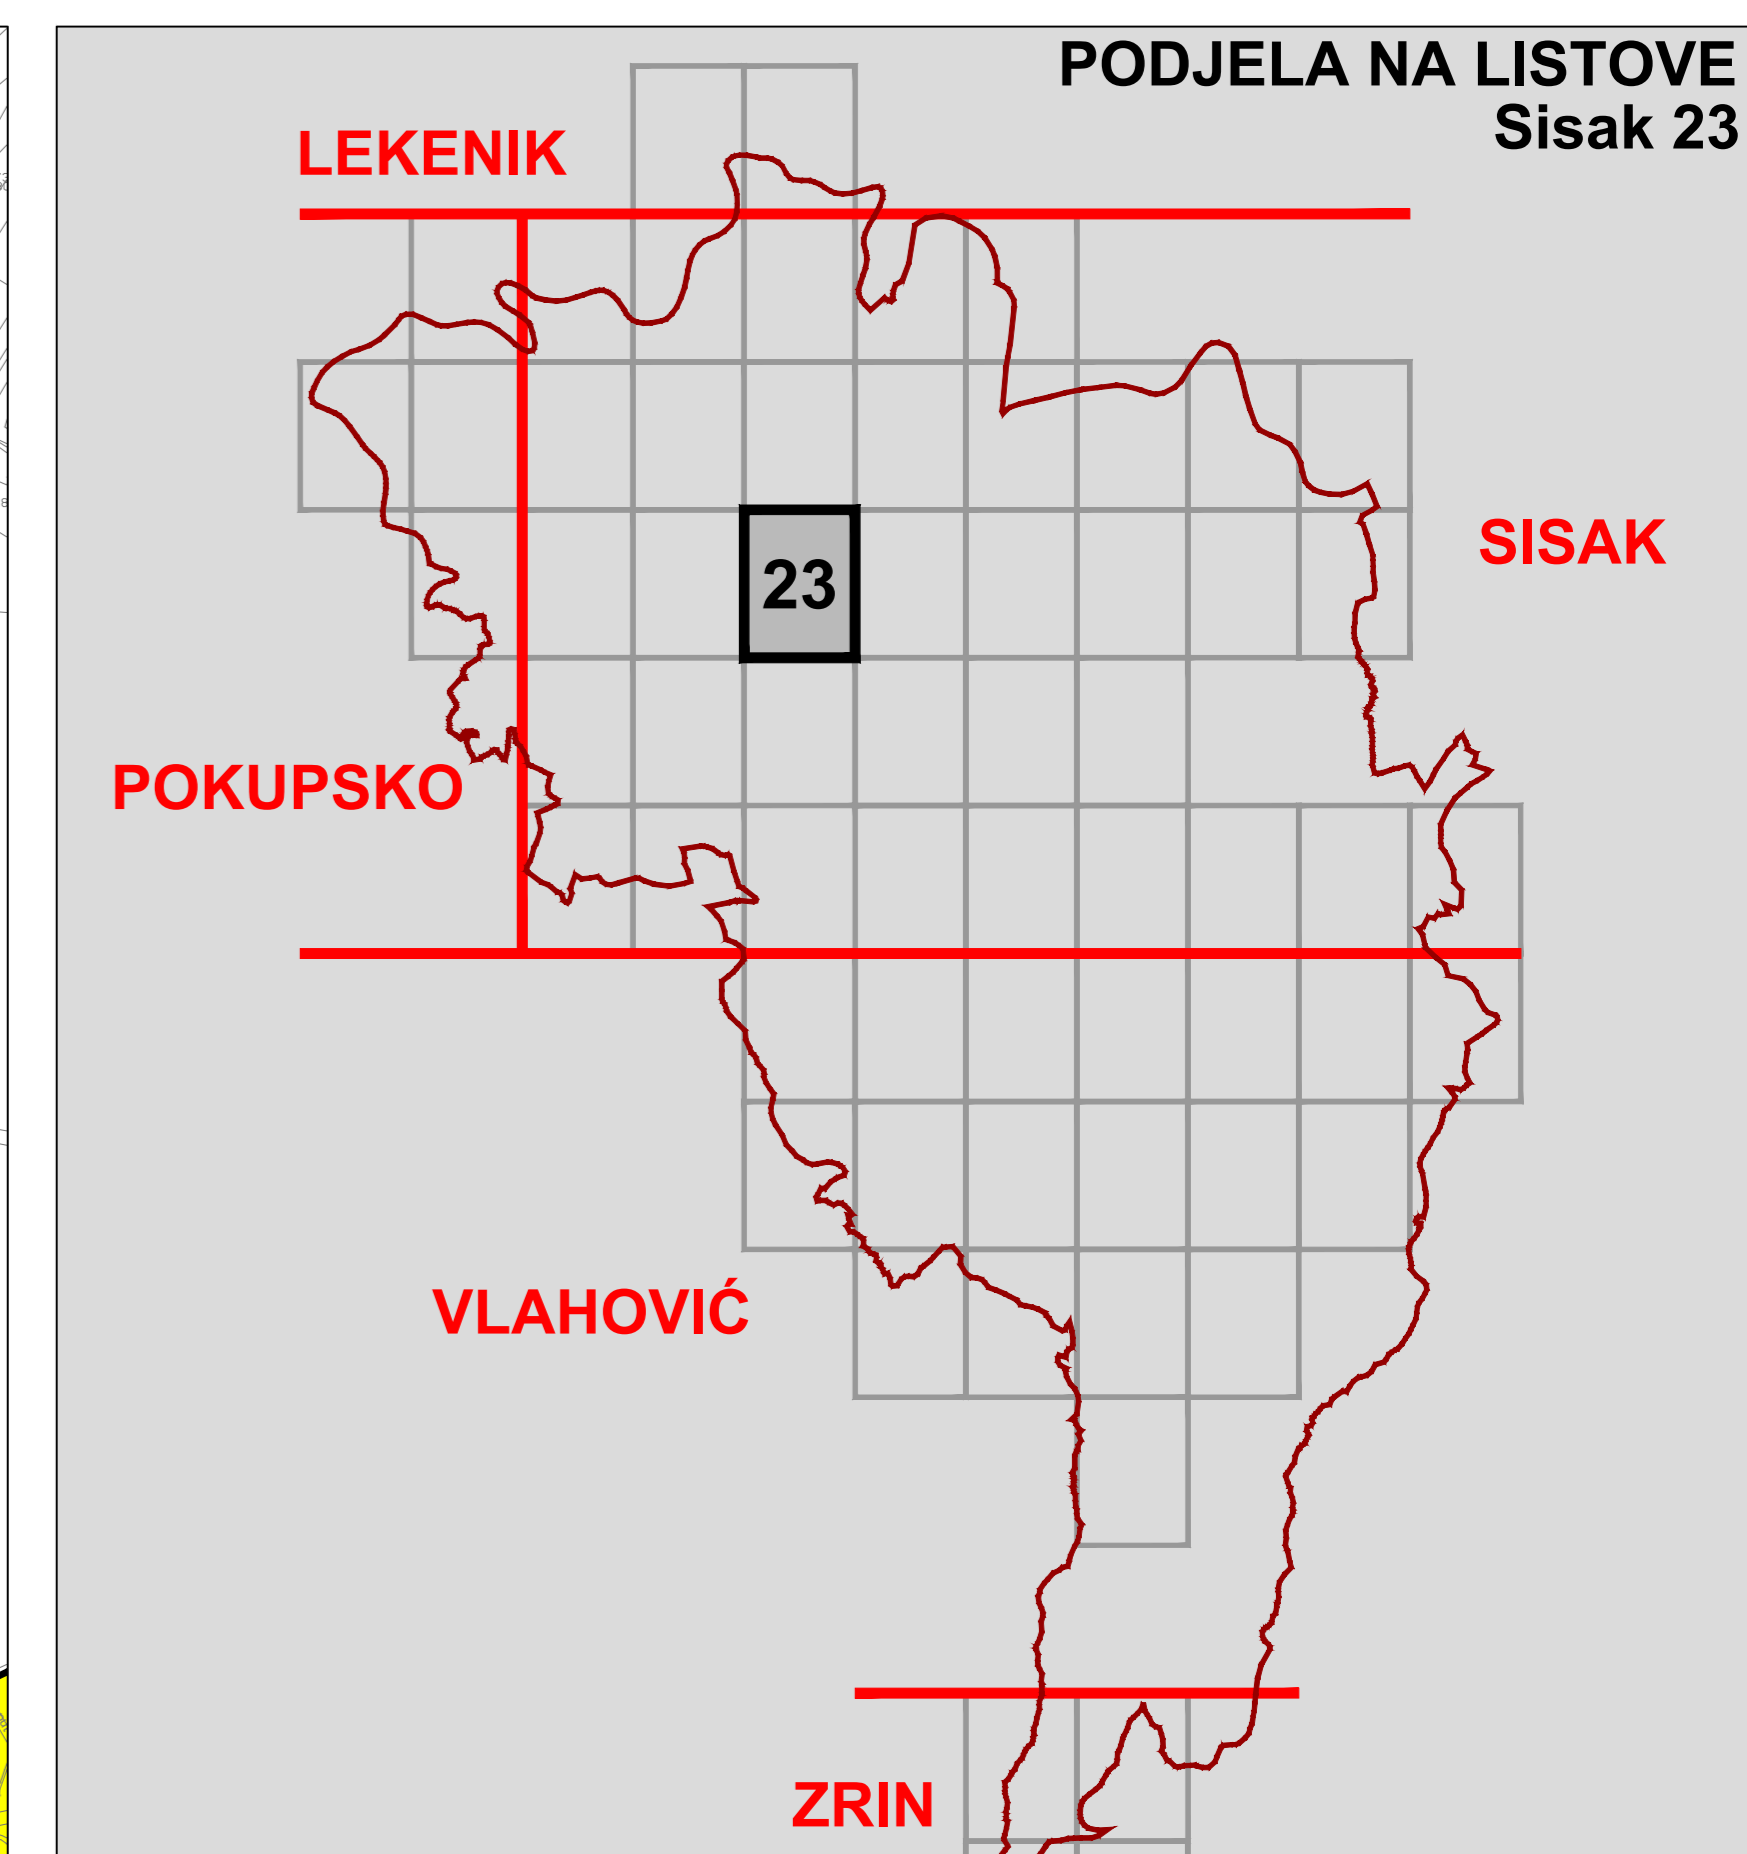 PODJELA NA LISTOVE
Sisak 23
LEKENIK
SISAK
23
POKUPSKO
VLAHOVIĆ
ZRIN